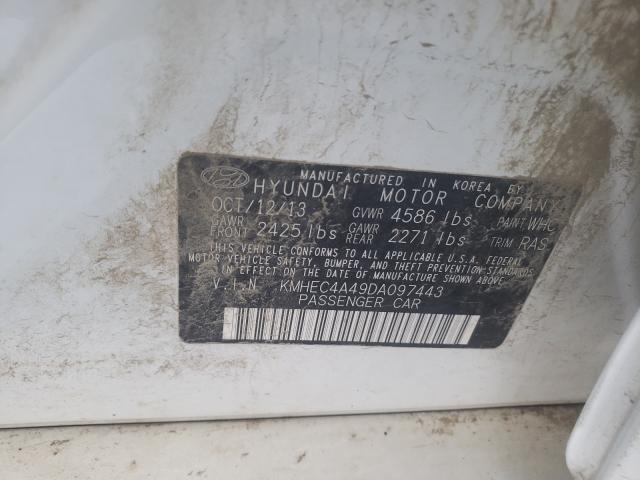 MANUFACTURED IN KOREA BY
HYUNDAI MOTOR COMPANY
OCT/12/13 GVWR 4586 lbs PAINT WHC
GAWR FRONT 2425 lbs GAWR REAR 2271 lbs TRIM RAS
THIS VEHICLE CONFORMS TO ALL APPLICABLE U.S.A. FEDERAL
MOTOR VEHICLE SAFETY, BUMPER, AND THEFT PREVENTION STANDARDS
IN EFFECT ON THE DATE OF MANUFACTURE SHOWN ABOVE.
V.I.N KMHEC4A49DA097443
PASSENGER CAR